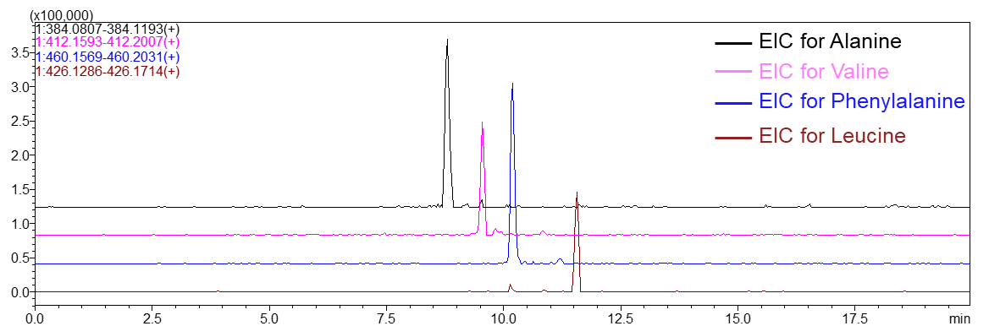 (x100,000)
1:384.0807-384.1193(+)
1:412.1593-412.2007(+)
1:460.1569-460.2031(+)
1:426.1286-426.1714(+)
EIC for Alanine
EIC for Valine
EIC for Phenylalanine
EIC for Leucine
3.5
3.0
2.5
2.0
1.5
1.0
0.5
0.0
0.0 2.5 5.0 7.5 10.0 12.5 15.0 17.5 min